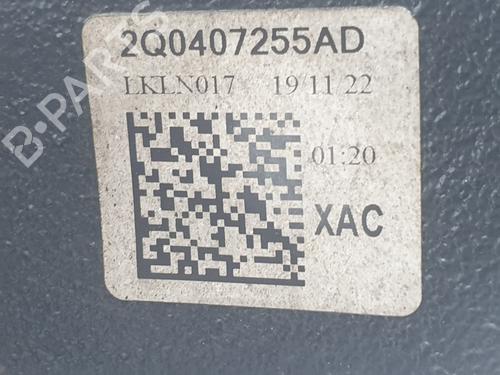 2Q0407255AD
LKLN017 19 11 22
01:20
XAC
B-PARTS